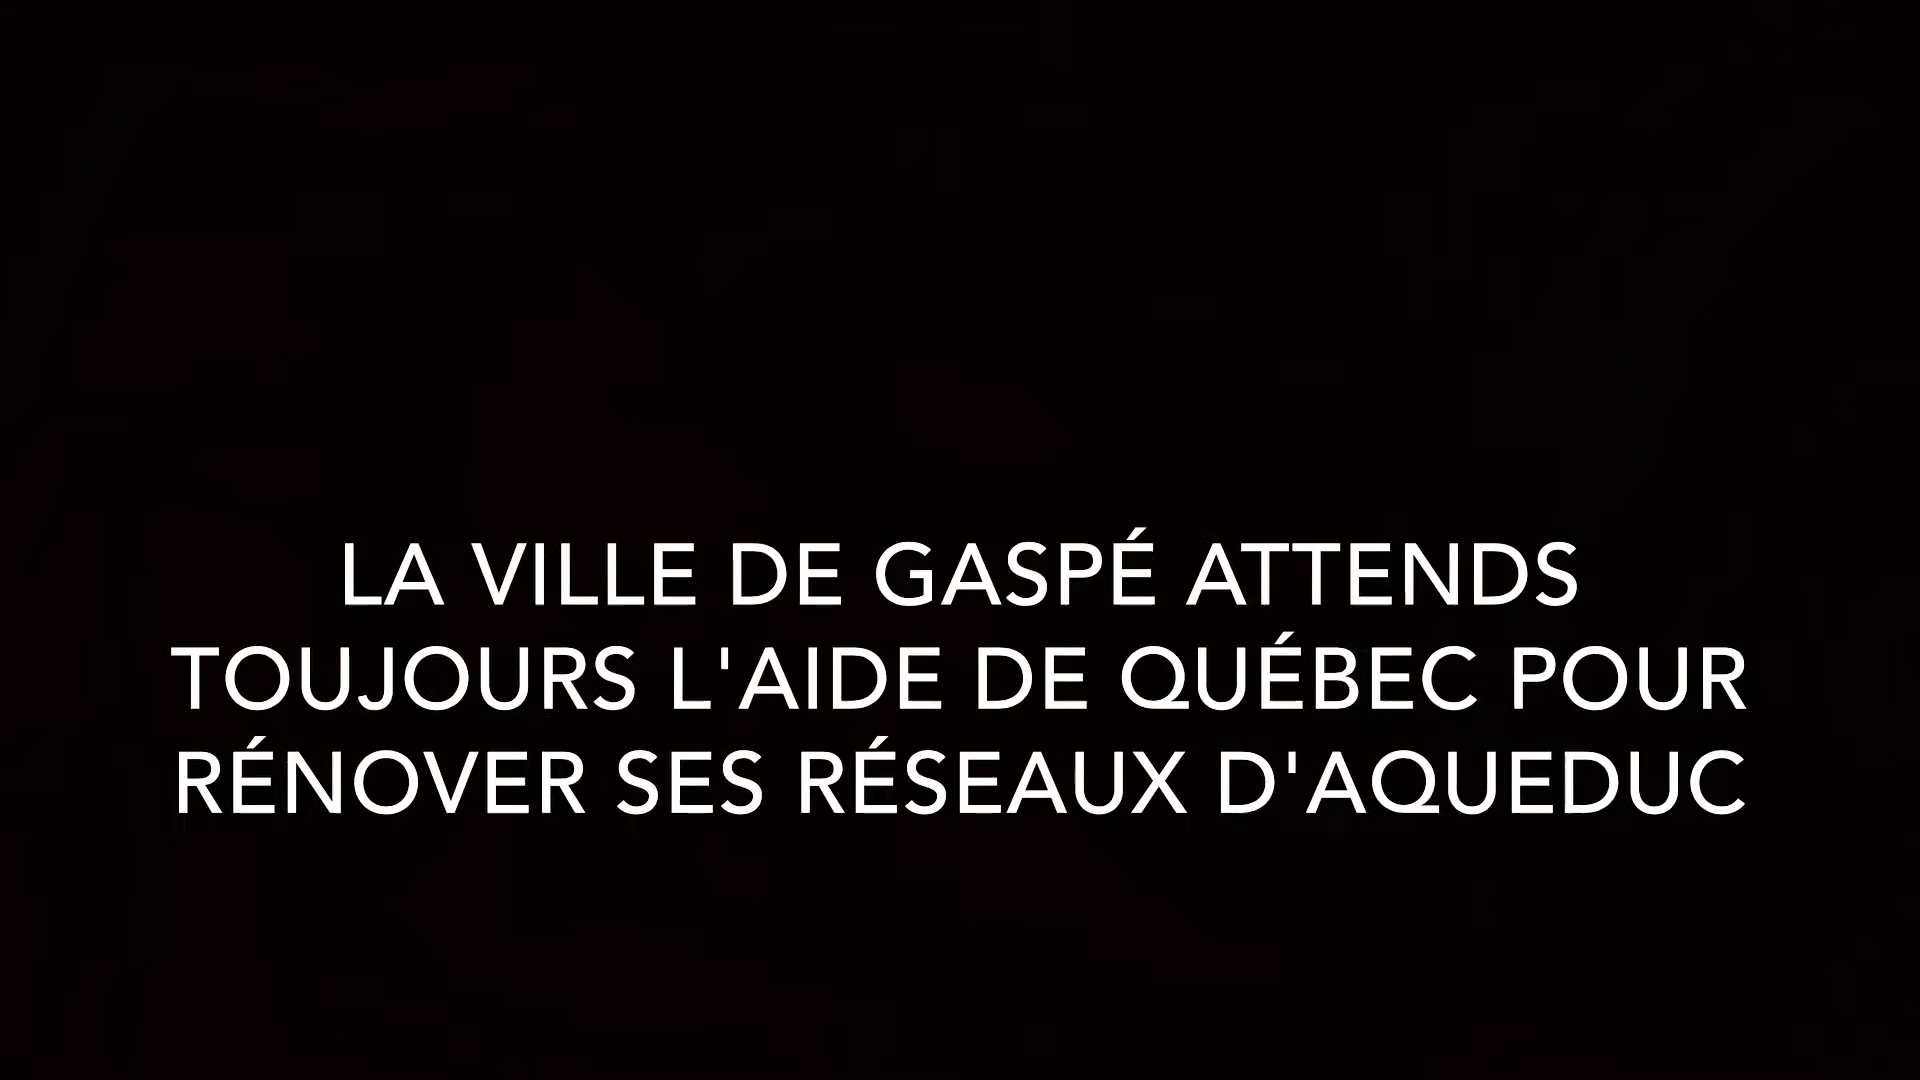 LA VILLE DE GASPÉ ATTENDS
TOUJOURS L'AIDE DE QUÉBEC POUR
RÉNOVER SES RÉSEAUX D'AQUEDUC